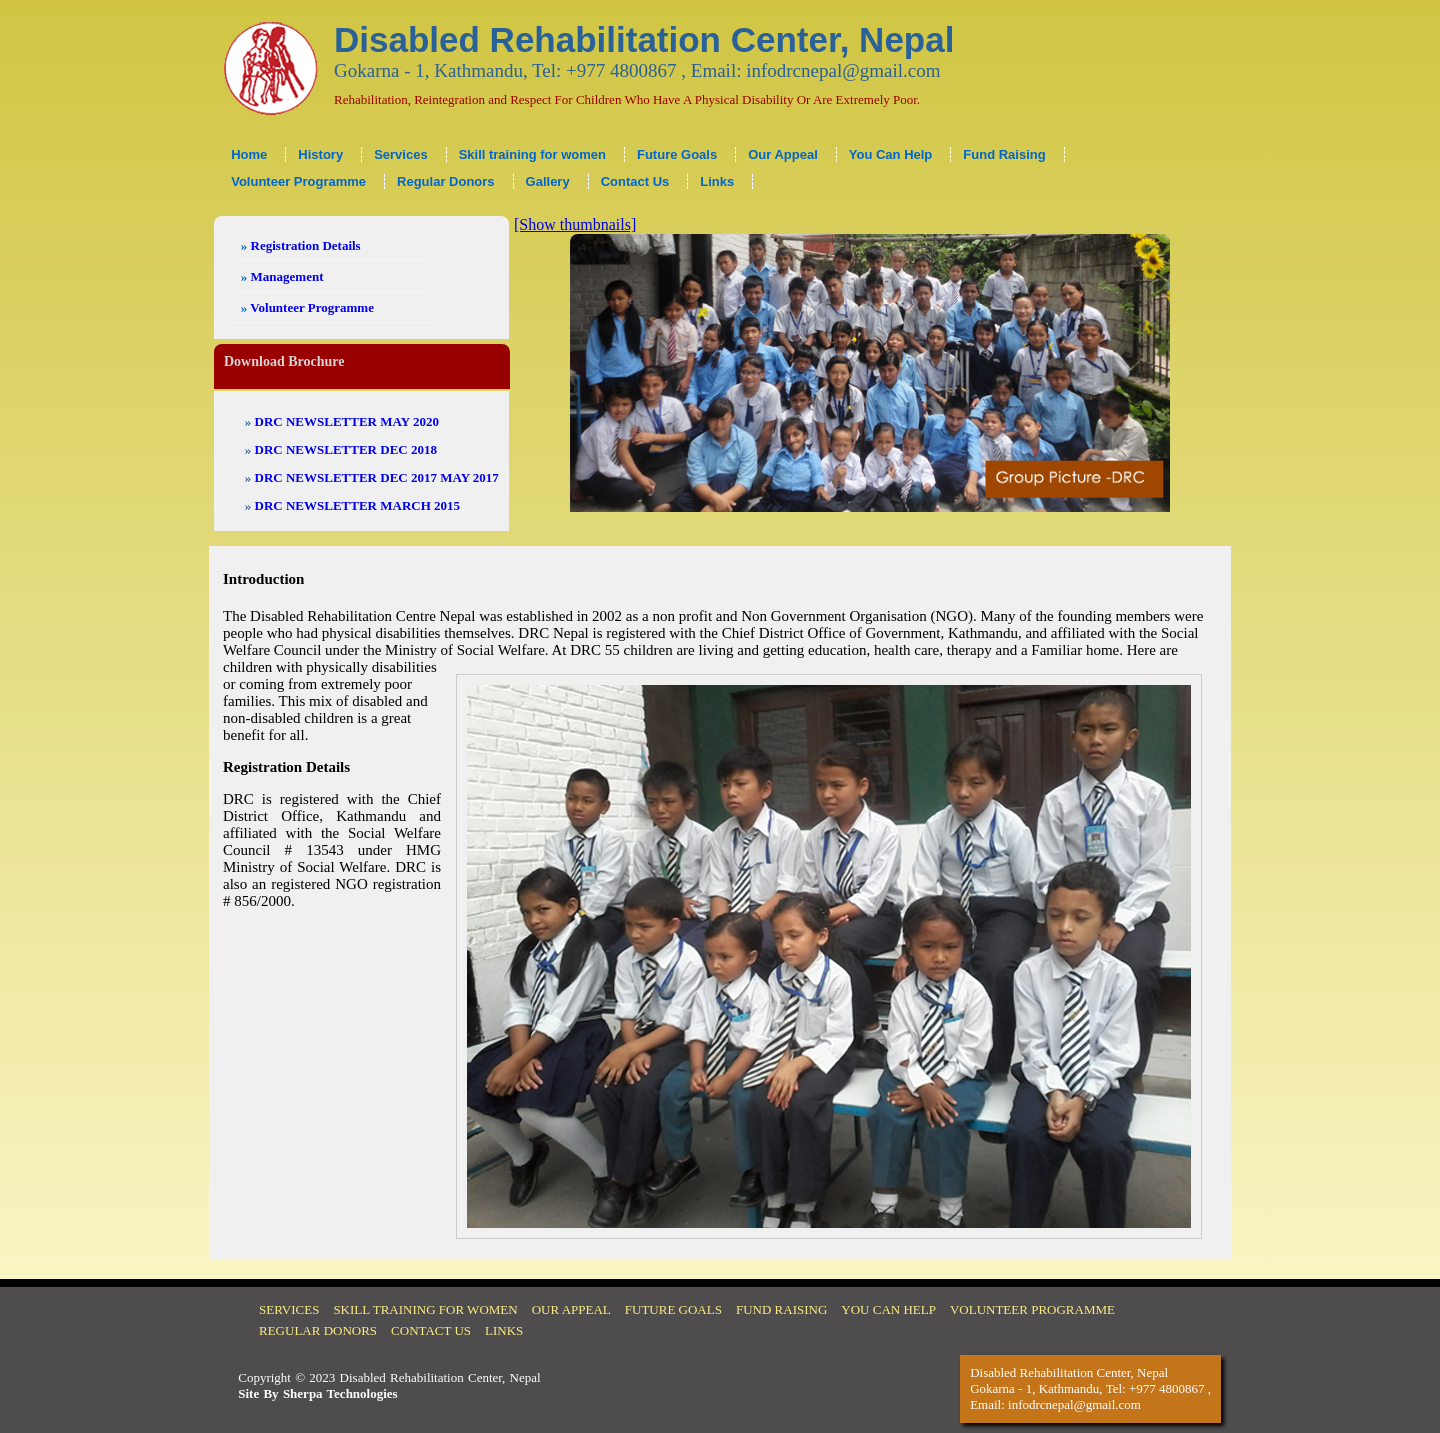 Disabled Rehabilitation Center, Nepal
Gokarna - 1, Kathmandu, Tel: +977 4800867 , Email: infodrcnepal@gmail.com
Rehabilitation, Reintegration and Respect For Children Who Have A Physical Disability Or Are Extremely Poor.
Home History Services Skill training for women Future Goals Our Appeal You Can Help Fund Raising
Volunteer Programme Regular Donors Gallery Contact Us Links
» Registration Details
» Management
» Volunteer Programme
Download Brochure
» DRC NEWSLETTER MAY 2020
» DRC NEWSLETTER DEC 2018
» DRC NEWSLETTER DEC 2017 MAY 2017
» DRC NEWSLETTER MARCH 2015
[Show thumbnails]
Group Picture -DRC
Introduction
The Disabled Rehabilitation Centre Nepal was established in 2002 as a non profit and Non Government Organisation (NGO). Many of the founding members were
people who had physical disabilities themselves. DRC Nepal is registered with the Chief District Office of Government, Kathmandu, and affiliated with the Social
Welfare Council under the Ministry of Social Welfare. At DRC 55 children are living and getting education, health care, therapy and a Familiar home. Here are
children with physically disabilities
or coming from extremely poor
families. This mix of disabled and
non-disabled children is a great
benefit for all.
Registration Details
DRC is registered with the Chief
District Office, Kathmandu and
affiliated with the Social Welfare
Council # 13543 under HMG
Ministry of Social Welfare. DRC is
also an registered NGO registration
# 856/2000.
SERVICES SKILL TRAINING FOR WOMEN OUR APPEAL FUTURE GOALS FUND RAISING YOU CAN HELP VOLUNTEER PROGRAMME
REGULAR DONORS CONTACT US LINKS
Copyright © 2023 Disabled Rehabilitation Center, Nepal
Site By Sherpa Technologies
Disabled Rehabilitation Center, Nepal
Gokarna - 1, Kathmandu, Tel: +977 4800867 ,
Email: infodrcnepal@gmail.com